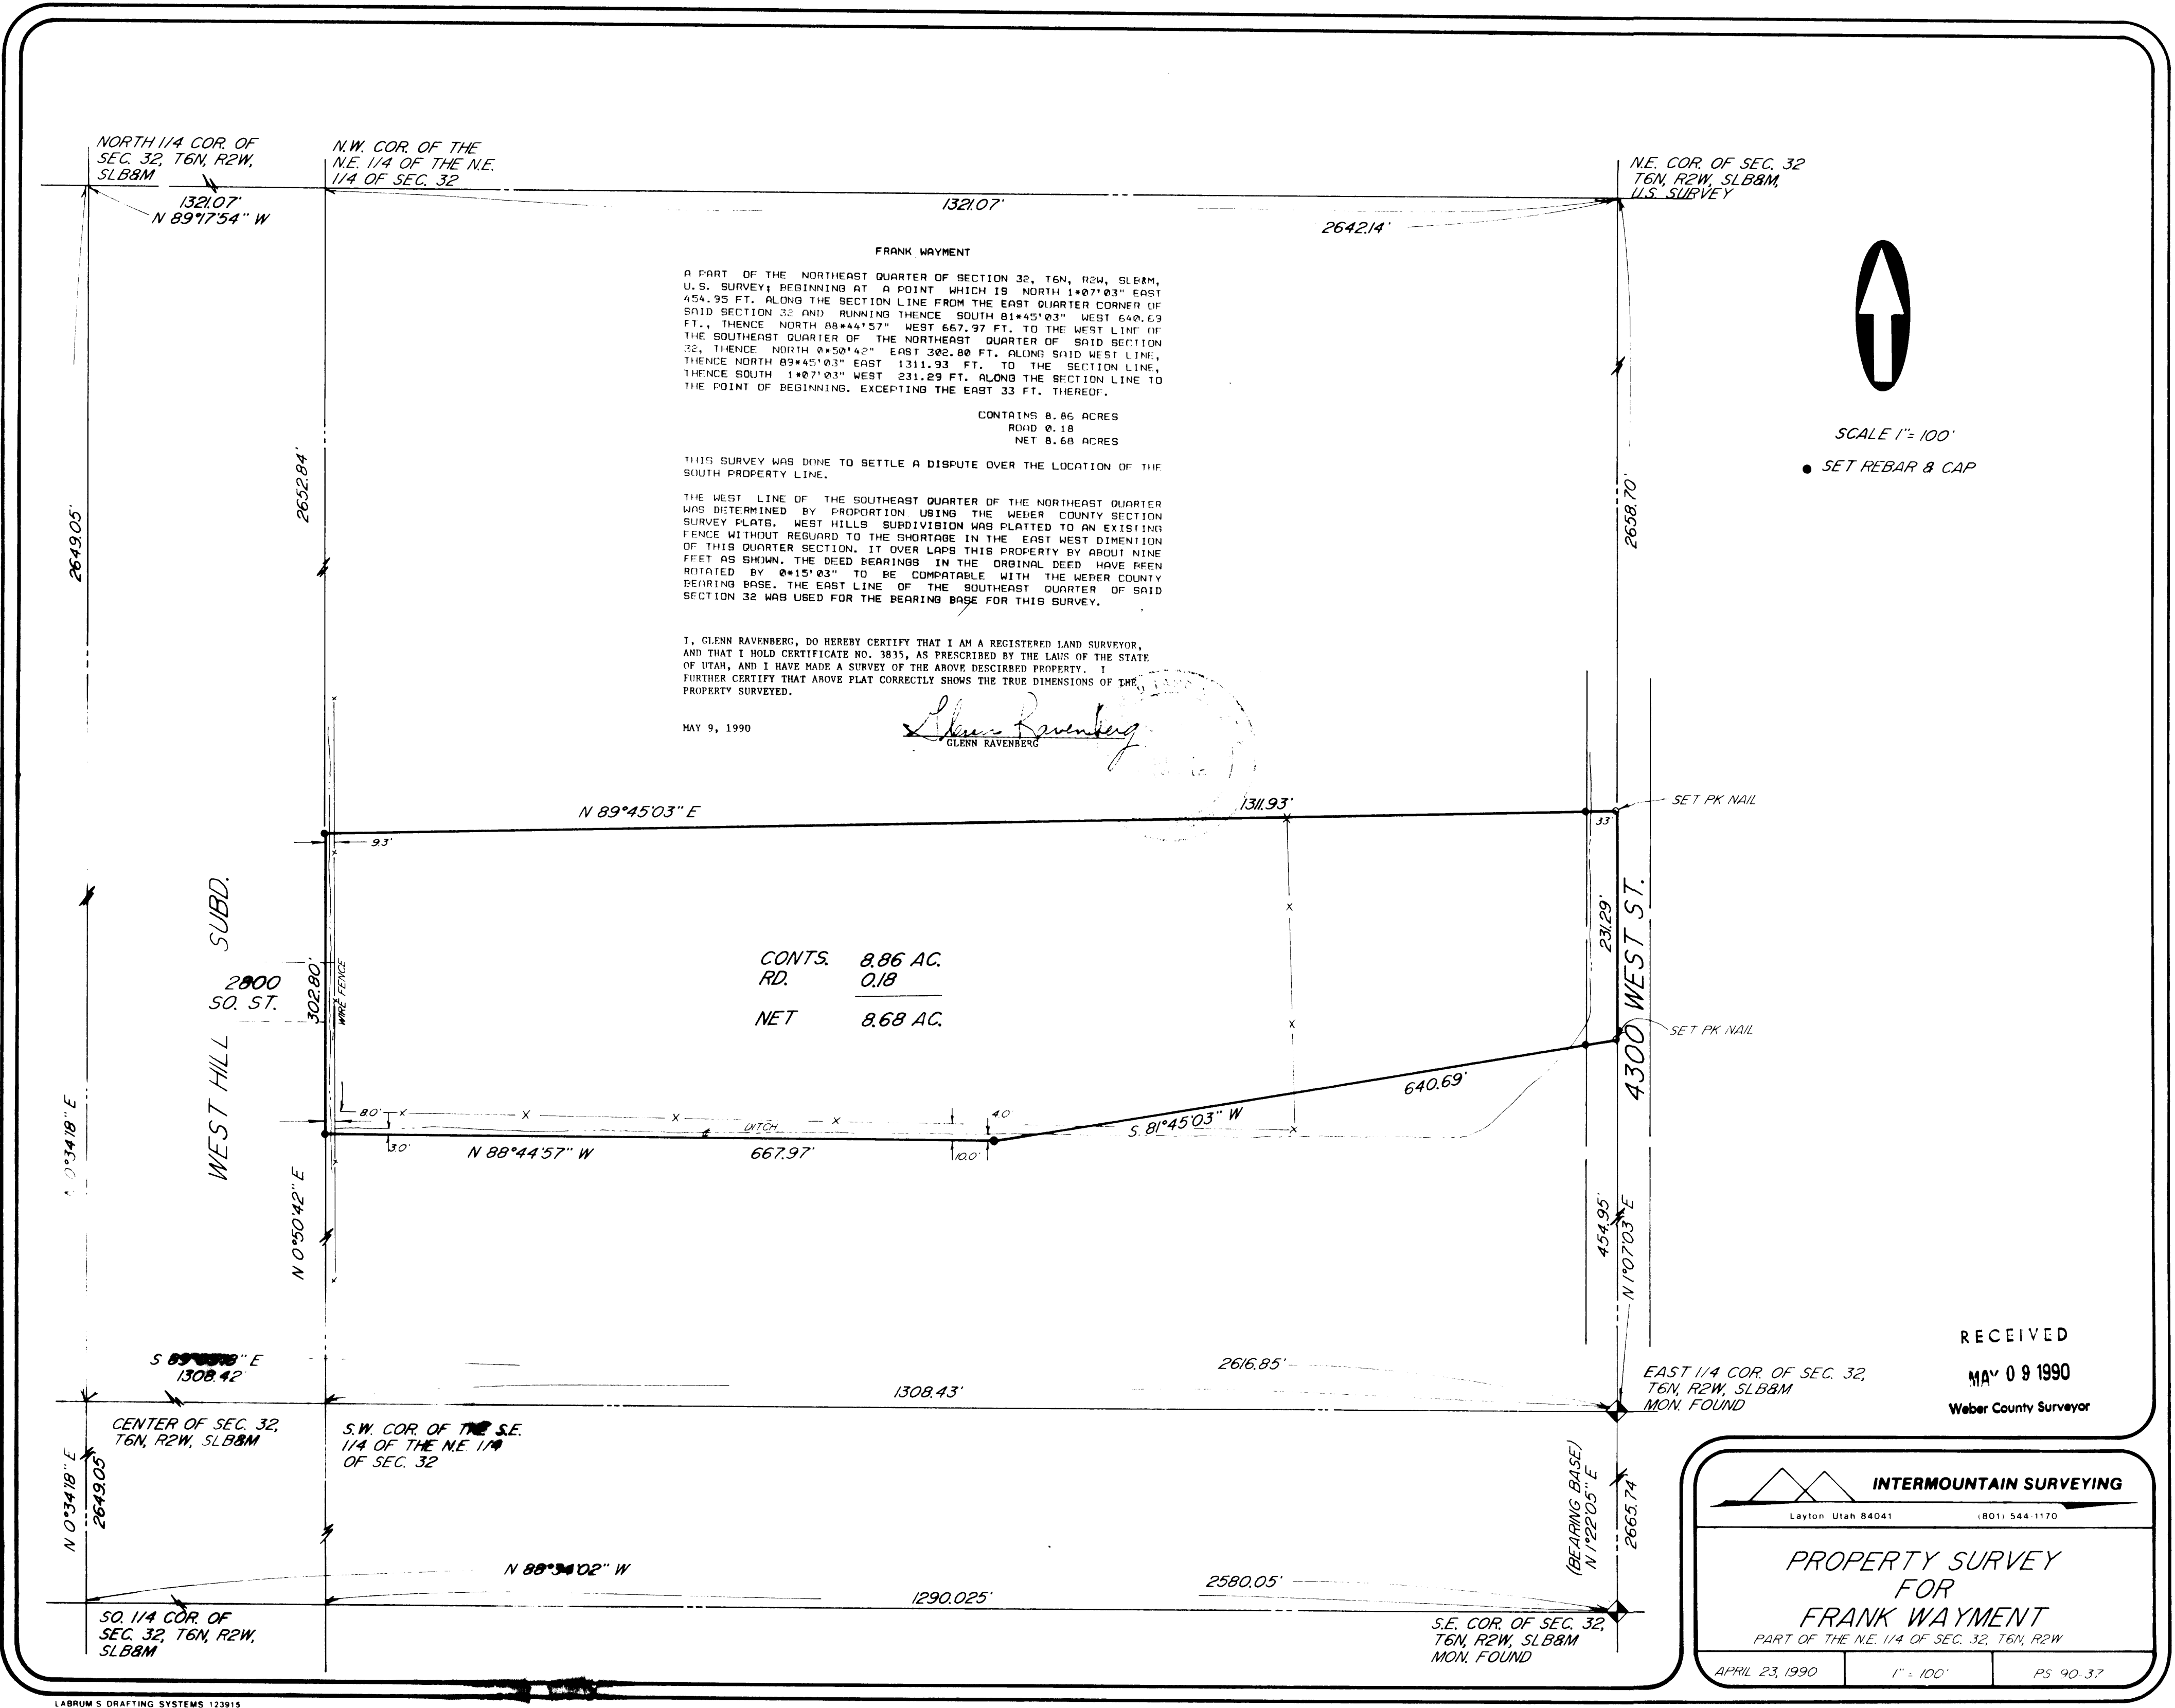 NORTH 1/4 COR. OF
SEC. 32, T6N, R2W,
SLB&M
N.W. COR. OF THE
N.E. 1/4 OF THE N.E.
1/4 OF SEC. 32
N.E. COR. OF SEC. 32
T6N, R2W, SLB&M,
U.S. SURVEY
1321.07'
N 89°17'54" W
1321.07'
2642.14'
FRANK WAYMENT
A PART OF THE NORTHEAST QUARTER OF SECTION 32, T6N, R2W, SLB&M,
U.S. SURVEY; BEGINNING AT A POINT WHICH IS NORTH 1*07'03" EAST
454.95 FT. ALONG THE SECTION LINE FROM THE EAST QUARTER CORNER OF
SAID SECTION 32 AND RUNNING THENCE SOUTH 81*45'03" WEST 640.69
FT., THENCE NORTH 88*44'57" WEST 667.97 FT. TO THE WEST LINE OF
THE SOUTHEAST QUARTER OF THE NORTHEAST QUARTER OF SAID SECTION
32, THENCE NORTH 0*50'42" EAST 302.80 FT. ALONG SAID WEST LINE,
THENCE NORTH 89*45'03" EAST 1311.93 FT. TO THE SECTION LINE,
THENCE SOUTH 1*07'03" WEST 231.29 FT. ALONG THE SECTION LINE TO
THE POINT OF BEGINNING. EXCEPTING THE EAST 33 FT. THEREOF.
CONTAINS 8.86 ACRES
ROAD 0.18
NET 8.68 ACRES
THIS SURVEY WAS DONE TO SETTLE A DISPUTE OVER THE LOCATION OF THE
SOUTH PROPERTY LINE.
THE WEST LINE OF THE SOUTHEAST QUARTER OF THE NORTHEAST QUARTER
WAS DETERMINED BY PROPORTION USING THE WEBER COUNTY SECTION
SURVEY PLATS. WEST HILLS SUBDIVISION WAS PLATTED TO AN EXISTING
FENCE WITHOUT REGUARD TO THE SHORTAGE IN THE EAST WEST DIMENTION
OF THIS QUARTER SECTION. IT OVER LAPS THIS PROPERTY BY ABOUT NINE
FEET AS SHOWN. THE DEED BEARINGS IN THE ORGINAL DEED HAVE BEEN
ROTATED BY 0*15'03" TO BE COMPATABLE WITH THE WEBER COUNTY
BEARING BASE. THE EAST LINE OF THE SOUTHEAST QUARTER OF SAID
SECTION 32 WAS USED FOR THE BEARING BASE FOR THIS SURVEY.
I, GLENN RAVENBERG, DO HEREBY CERTIFY THAT I AM A REGISTERED LAND SURVEYOR,
AND THAT I HOLD CERTIFICATE NO. 3835, AS PRESCRIBED BY THE LAWS OF THE STATE
OF UTAH, AND I HAVE MADE A SURVEY OF THE ABOVE DESCIRBED PROPERTY. I
FURTHER CERTIFY THAT ABOVE PLAT CORRECTLY SHOWS THE TRUE DIMENSIONS OF THE
PROPERTY SURVEYED.
MAY 9, 1990
Glenn Ravenberg
GLENN RAVENBERG
SCALE 1"= 100'
SET REBAR & CAP
2649.05'
2652.84'
2658.70'
N 89°45'03" E
1311.93'
SET PK NAIL
33'
9.3'
WEST HILL SUBD.
2800
SO. ST.
302.80'
WIRE FENCE
CONTS. 8.86 AC.
RD. 0.18
NET 8.68 AC.
231.29'
4300 WEST ST.
SET PK NAIL
640.69'
S 81°45'03" W
8.0'
DITCH
4.0'
3.0'
N 88°44'57" W
667.97'
10.0'
N 0°34'18" E
N 0°50'42" E
454.95'
N 1°07'03" E
S " E
1308.42'
2616.85'
1308.43'
EAST 1/4 COR. OF SEC. 32,
T6N, R2W, SLB&M
MON. FOUND
RECEIVED
MAY 09 1990
Weber County Surveyor
CENTER OF SEC. 32,
T6N, R2W, SLB&M
S.W. COR. OF THE S.E.
1/4 OF THE N.E. 1/4
OF SEC. 32
N 0°34'18" E
2649.05
(BEARING BASE)
N 1°22'05" E
2665.74'
N 88°34'02" W
2580.05'
1290.025'
SO. 1/4 COR. OF
SEC. 32, T6N, R2W,
SLB&M
S.E. COR. OF SEC. 32,
T6N, R2W, SLB&M
MON. FOUND
INTERMOUNTAIN SURVEYING
Layton Utah 84041 (801) 544-1170
PROPERTY SURVEY
FOR
FRANK WAYMENT
PART OF THE N.E. 1/4 OF SEC. 32, T6N, R2W
APRIL 23, 1990 1" = 100' PS 90-37
LABRUM'S DRAFTING SYSTEMS 123915